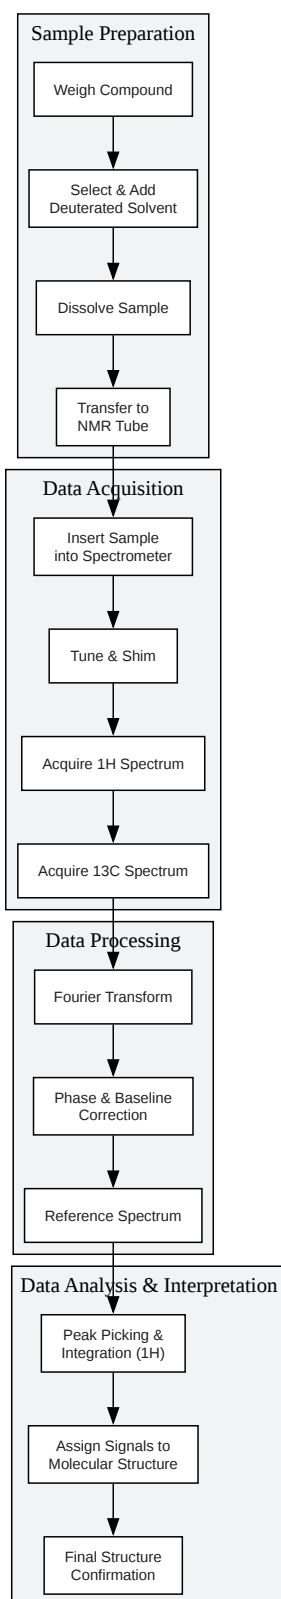 Sample Preparation
Weigh Compound
Select & Add
Deuterated Solvent
Dissolve Sample
Transfer to
NMR Tube
Data Acquisition
Insert Sample
into Spectrometer
Tune & Shim
Acquire 1H Spectrum
Acquire 13C Spectrum
Data Processing
Fourier Transform
Phase & Baseline
Correction
Reference Spectrum
Data Analysis & Interpretation
Peak Picking &
Integration (1H)
Assign Signals to
Molecular Structure
Final Structure
Confirmation